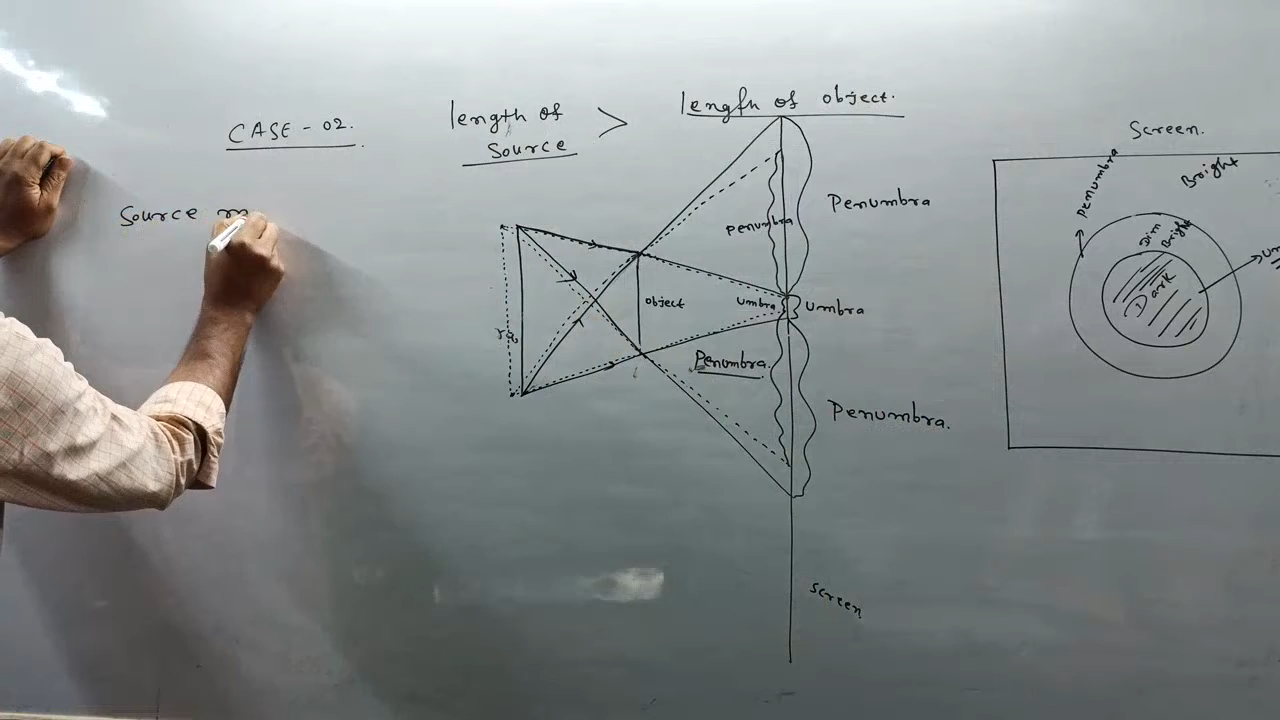 CASE - 02.
length of
Source
>
length of object.
Source
Penumbra
Penumbra
object
Umbra
Umbra
Penumbra
Penumbra.
Screen
Screen.
Penumbra
Bright
Dim
Bright
Dark